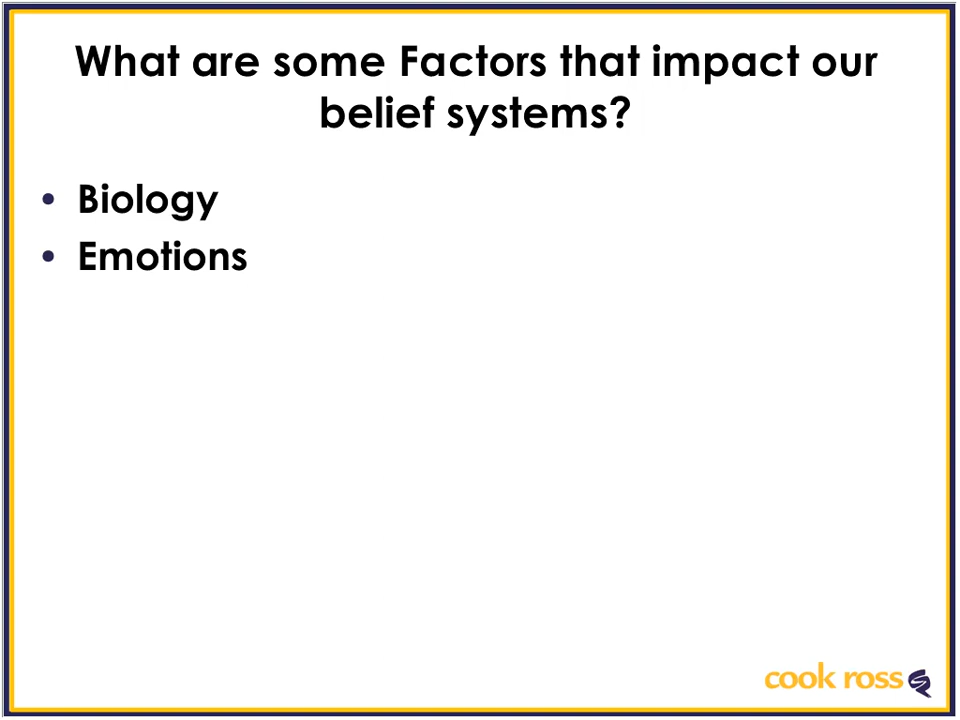 What are some Factors that impact our
belief systems?
• Biology
• Emotions
cook ross